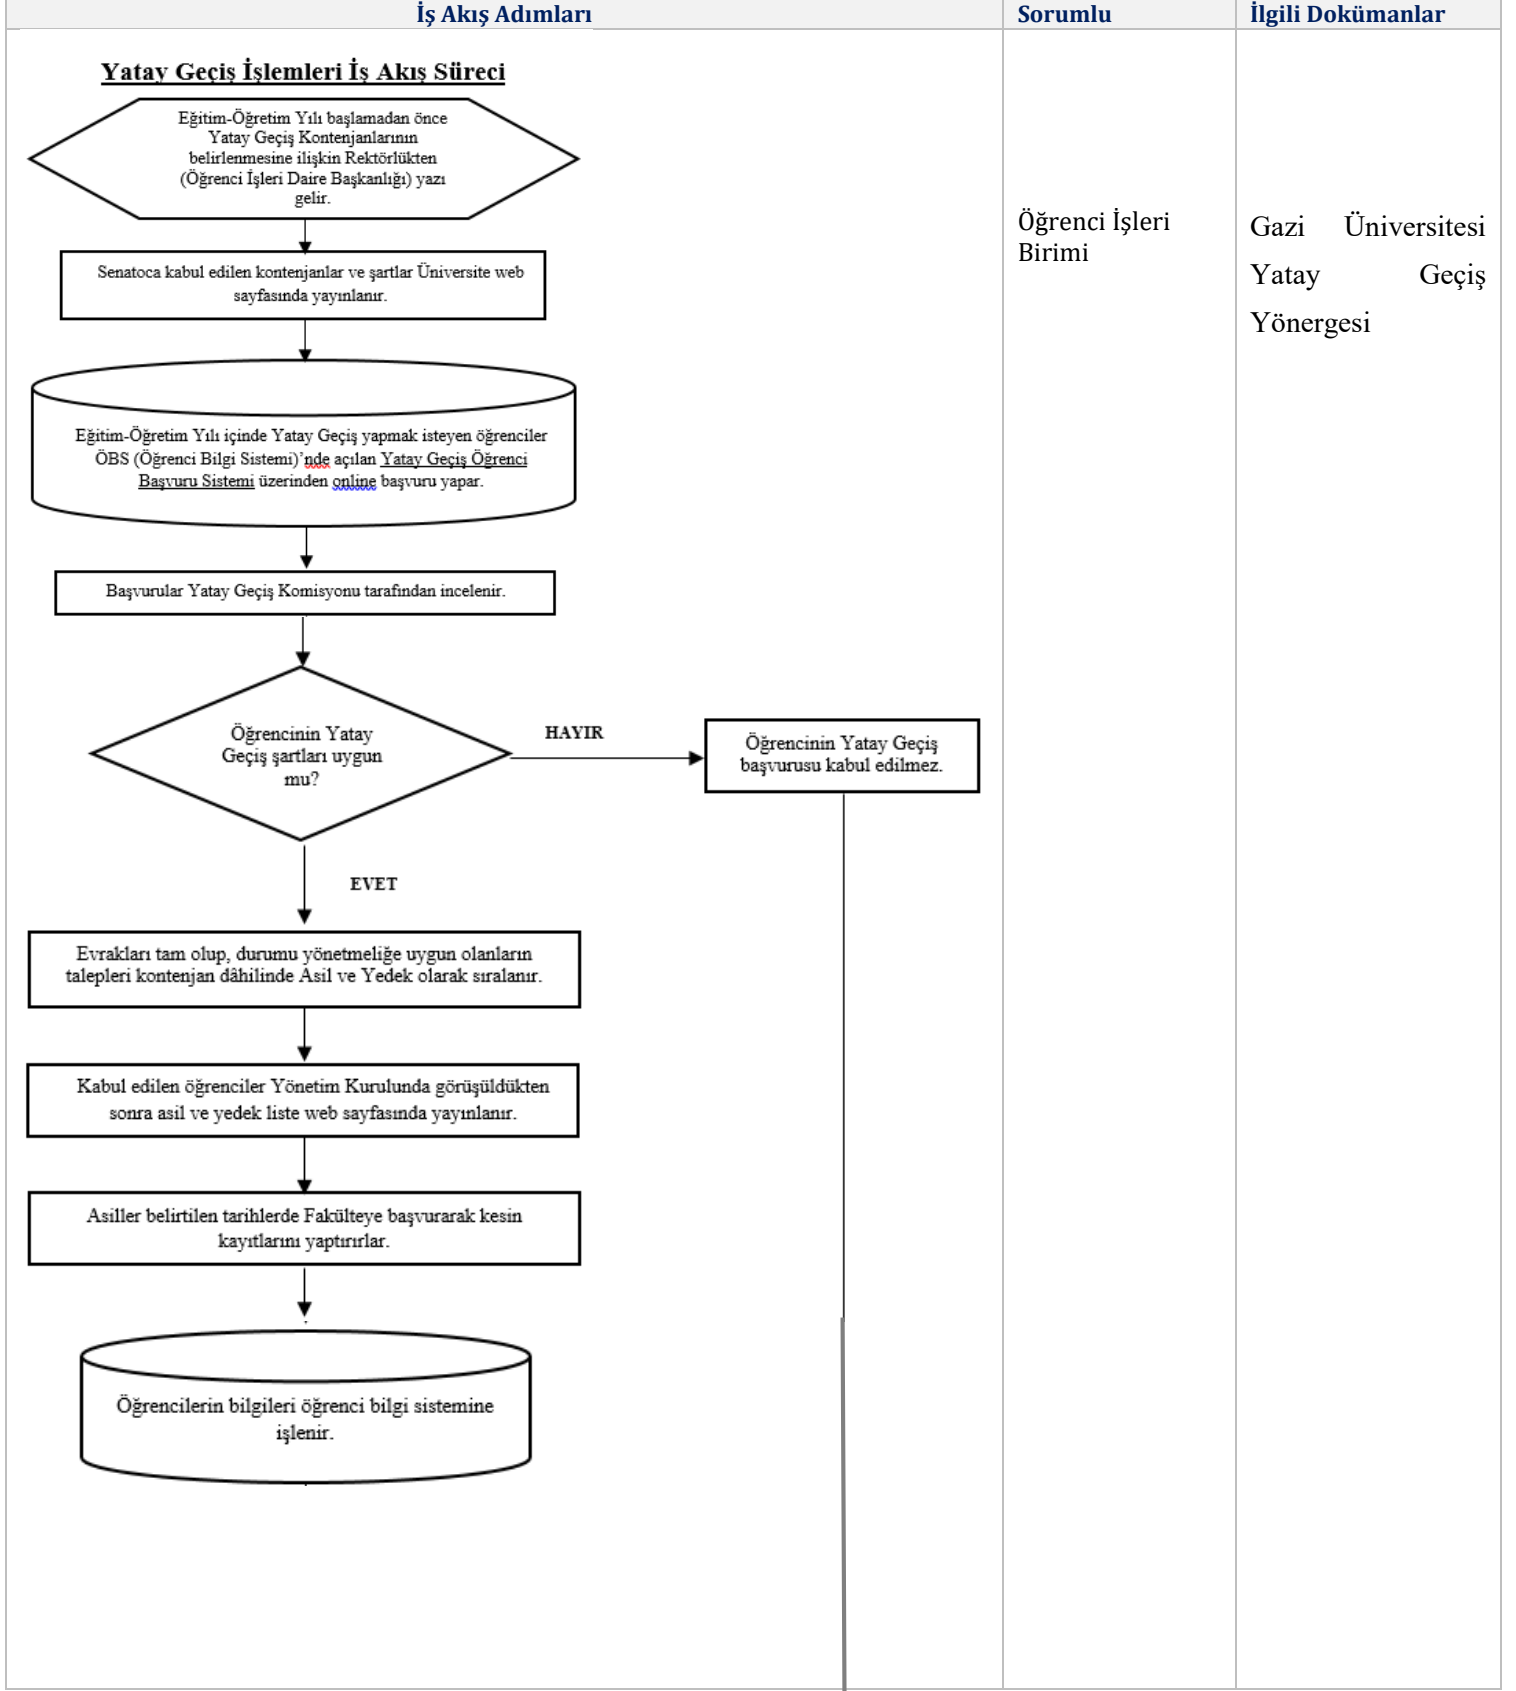 İş Akış Adımları
Sorumlu
İlgili Dokümanlar
Yatay Geçiş İşlemleri İş Akış Süreci
Eğitim-Öğretim Yılı başlamadan önce
Yatay Geçiş Kontenjanlarının
belirlenmesine ilişkin Rektörlükten
(Öğrenci İşleri Daire Başkanlığı) yazı
gelir.
Senatoca kabul edilen kontenjanlar ve şartlar Üniversite web
sayfasında yayınlanır.
Eğitim-Öğretim Yılı içinde Yatay Geçiş yapmak isteyen öğrenciler
ÖBS (Öğrenci Bilgi Sistemi)’nde açılan Yatay Geçiş Öğrenci
Başvuru Sistemi üzerinden online başvuru yapar.
Başvurular Yatay Geçiş Komisyonu tarafından incelenir.
Öğrencinin Yatay
Geçiş şartları uygun
mu?
HAYIR
Öğrencinin Yatay Geçiş
başvurusu kabul edilmez.
EVET
Evrakları tam olup, durumu yönetmeliğe uygun olanların
talepleri kontenjan dâhilinde Asil ve Yedek olarak sıralanır.
Kabul edilen öğrenciler Yönetim Kurulunda görüşüldükten
sonra asil ve yedek liste web sayfasında yayınlanır.
Asiller belirtilen tarihlerde Fakülteye başvurarak kesin
kayıtlarını yaptırırlar.
Öğrencilerin bilgileri öğrenci bilgi sistemine
işlenir.
Öğrenci İşleri
Birimi
Gazi Üniversitesi
Yatay Geçiş
Yönergesi